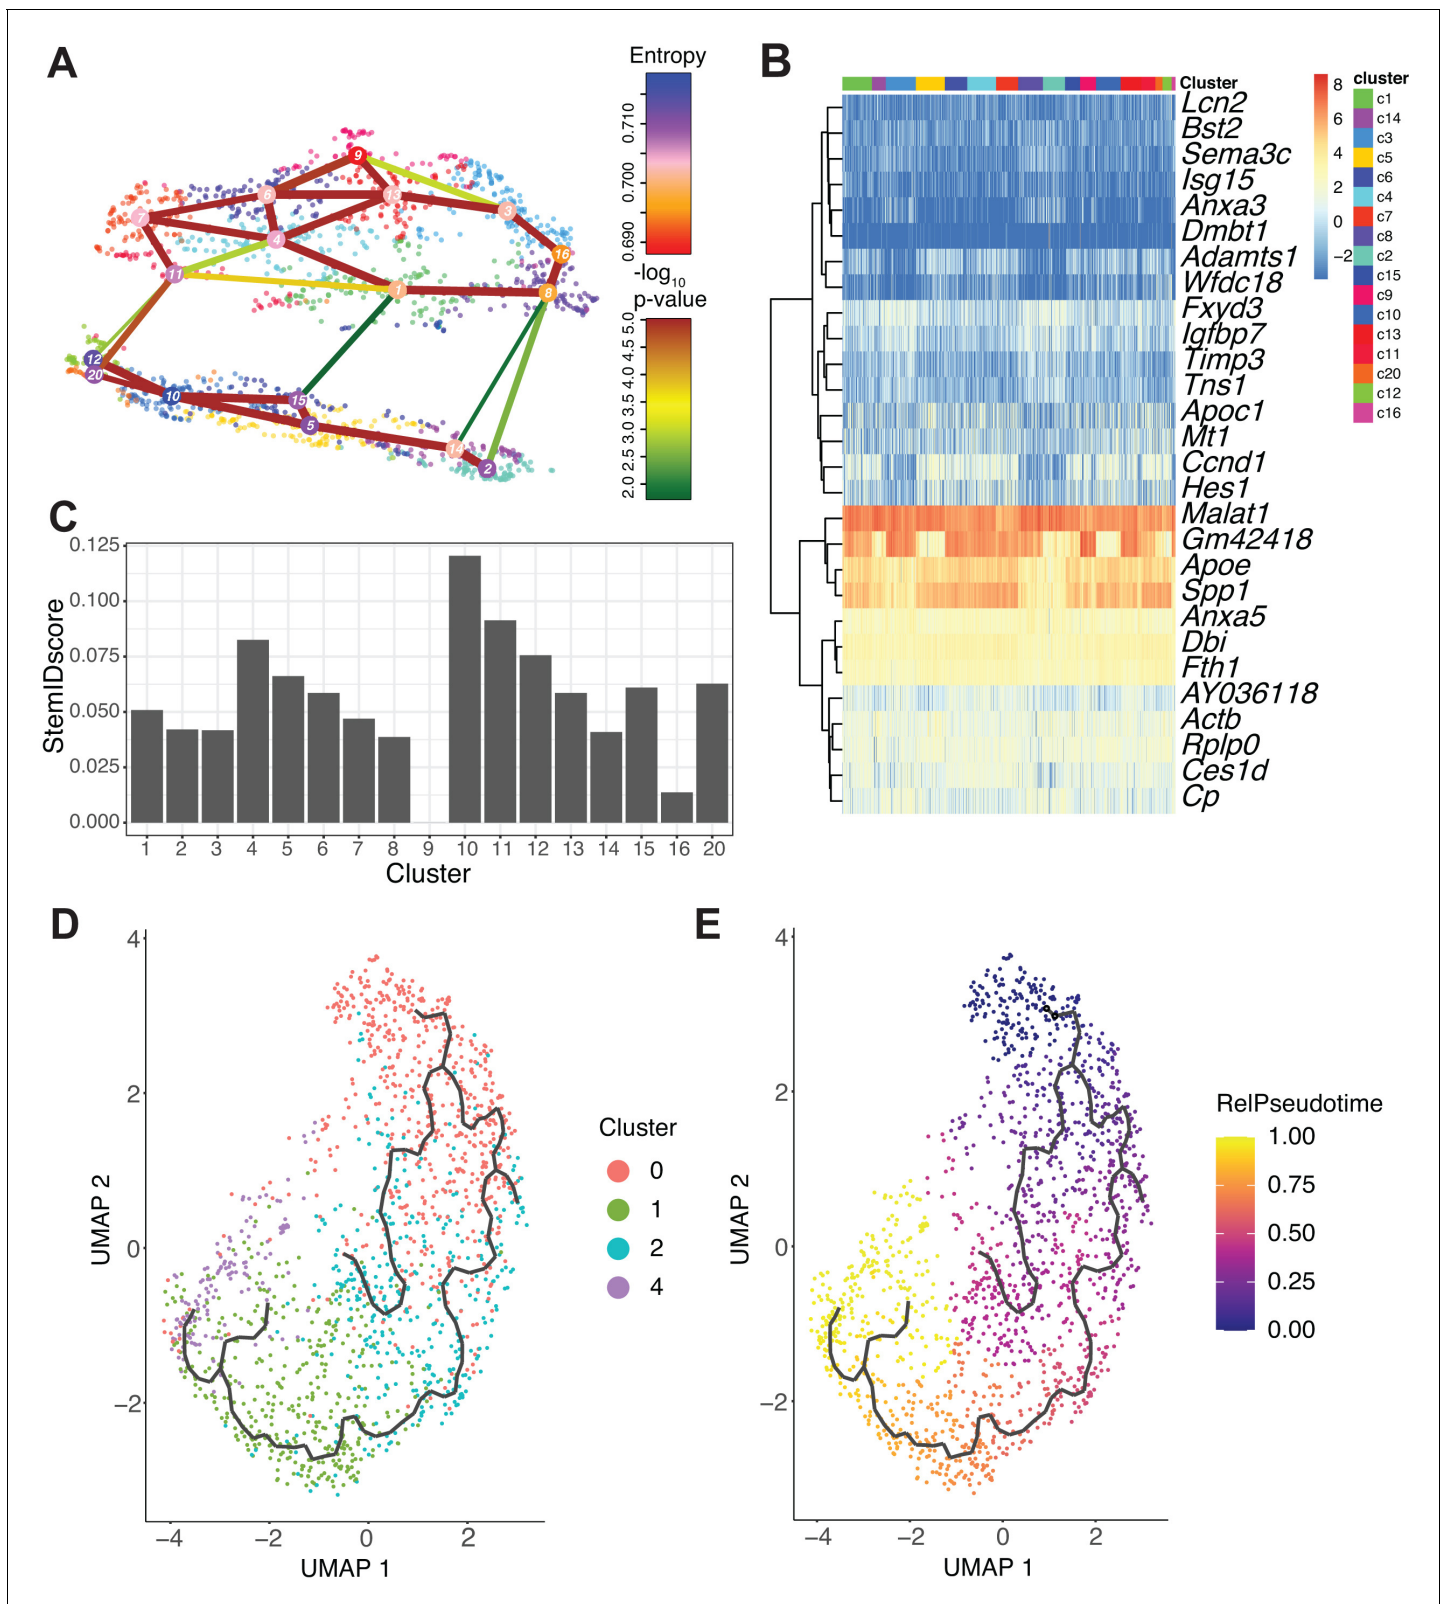 A
Entropy
0.710
0.700
0.690
-log10
p-value
5.0
4.5
4.0
3.5
3.0
2.5
2.0
9
6
13
7
3
4
16
11
1
8
12
20
10
15
5
14
2
B
Cluster
Lcn2
Bst2
Sema3c
Isg15
Anxa3
Dmbt1
Adamts1
Wfdc18
Fxyd3
Igfbp7
Timp3
Tns1
Apoc1
Mt1
Ccnd1
Hes1
Malat1
Gm42418
Apoe
Spp1
Anxa5
Dbi
Fth1
AY036118
Actb
Rplp0
Ces1d
Cp
8
6
4
2
0
−2
cluster
c1
c14
c3
c5
c6
c4
c7
c8
c2
c15
c9
c10
c13
c11
c20
c12
c16
C
StemIDscore
0.125
0.100
0.075
0.050
0.025
0.000
1 2 3 4 5 6 7 8 9 10 11 12 13 14 15 16 20
Cluster
D
UMAP 2
4
2
0
−2
−4 −2 0 2
UMAP 1
Cluster
0
1
2
4
E
UMAP 2
4
2
0
−2
−4 −2 0 2
UMAP 1
RelPseudotime
1.00
0.75
0.50
0.25
0.00